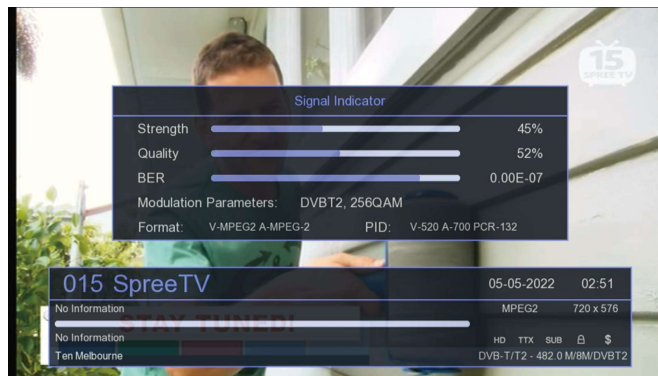 15
SPREE TV
Signal Indicator
Strength 45%
Quality 52%
BER 0.00E-07
Modulation Parameters: DVBT2, 256QAM
Format: V-MPEG2 A-MPEG-2 PID: V-520 A-700 PCR-132
015 SpreeTV 05-05-2022 02:51
No Information MPEG2 720 x 576
STAY TUNED!
No Information HD TTX SUB $
Ten Melbourne DVB-T/T2 - 482.0 M/8M/DVBT2